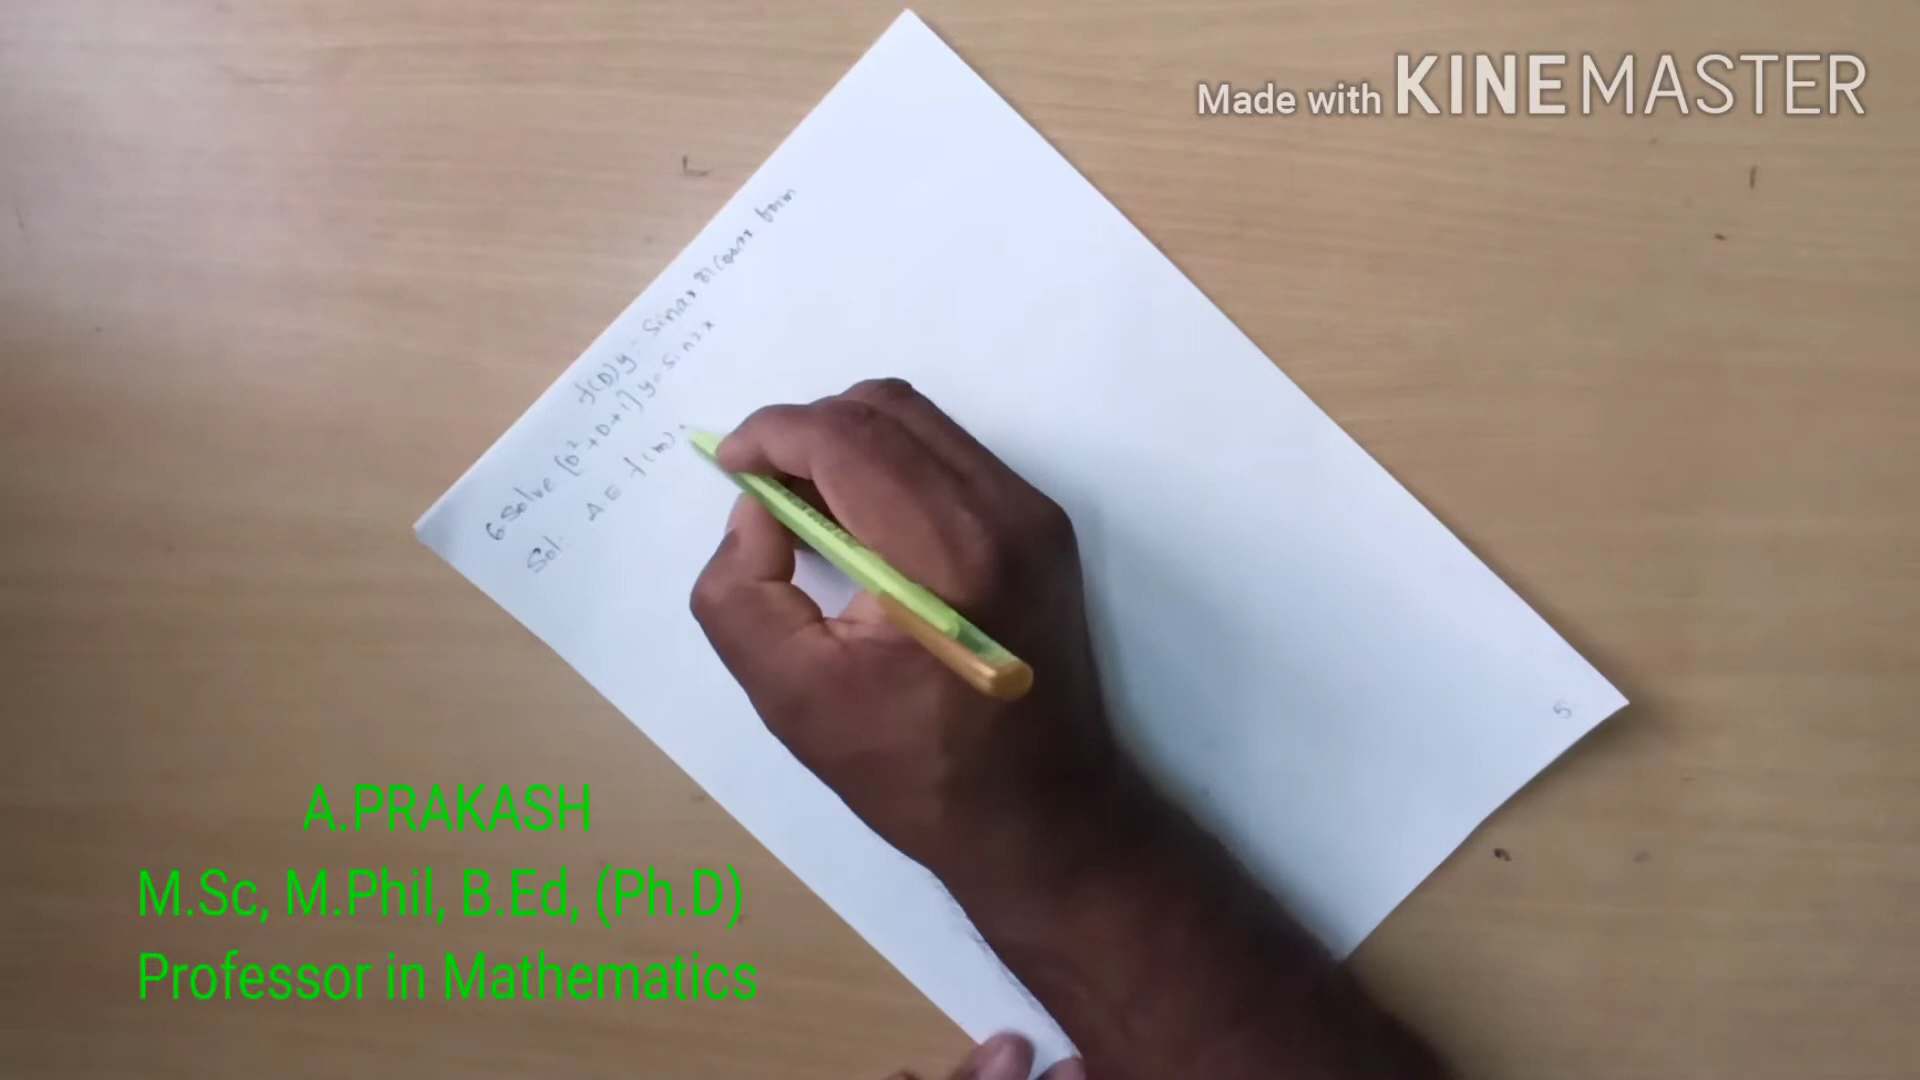 Made with KINEMASTER
f(D)y = sinax or cosax form
6. Solve [D²+D+1]y = sin2x
Sol:
AE f(m)
5
A.PRAKASH
M.Sc, M.Phil, B.Ed, (Ph.D)
Professor in Mathematics